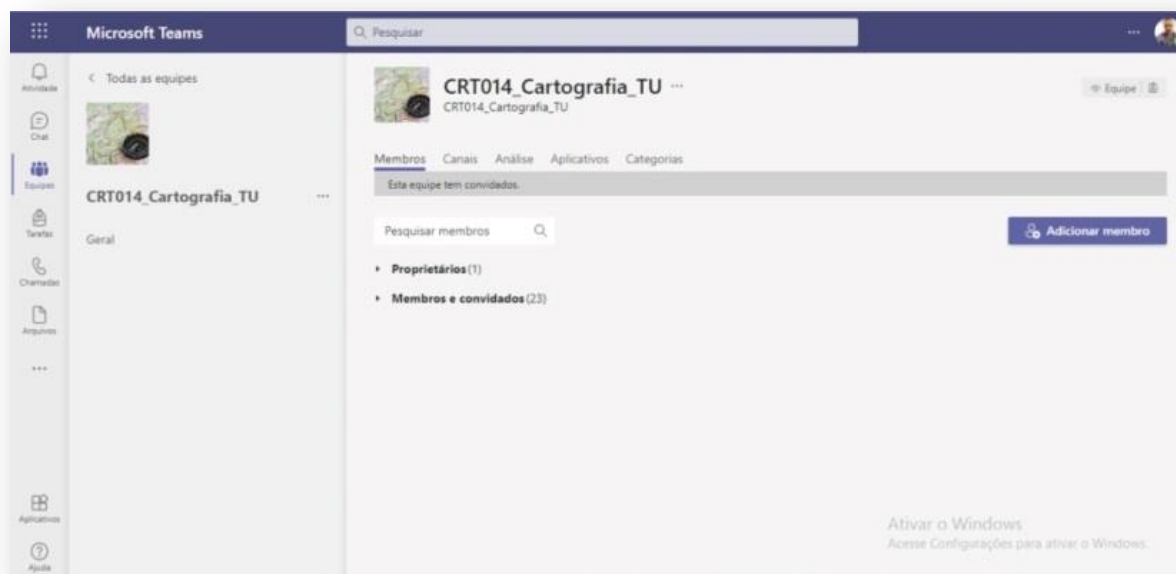 Microsoft Teams
Pesquisar
Atividade
Chat
Equipes
Tarefas
Chamadas
Arquivos
Aplicativos
Ajuda
Todas as equipes
CRT014_Cartografia_TU
Geral
CRT014_Cartografia_TU
CRT014_Cartografia_TU
Equipe
Membros Canais Análise Aplicativos Categorias
Esta equipe tem convidados.
Pesquisar membros
Adicionar membro
Proprietários (1)
Membros e convidados (23)
Ativar o Windows
Acesse Configurações para ativar o Windows.